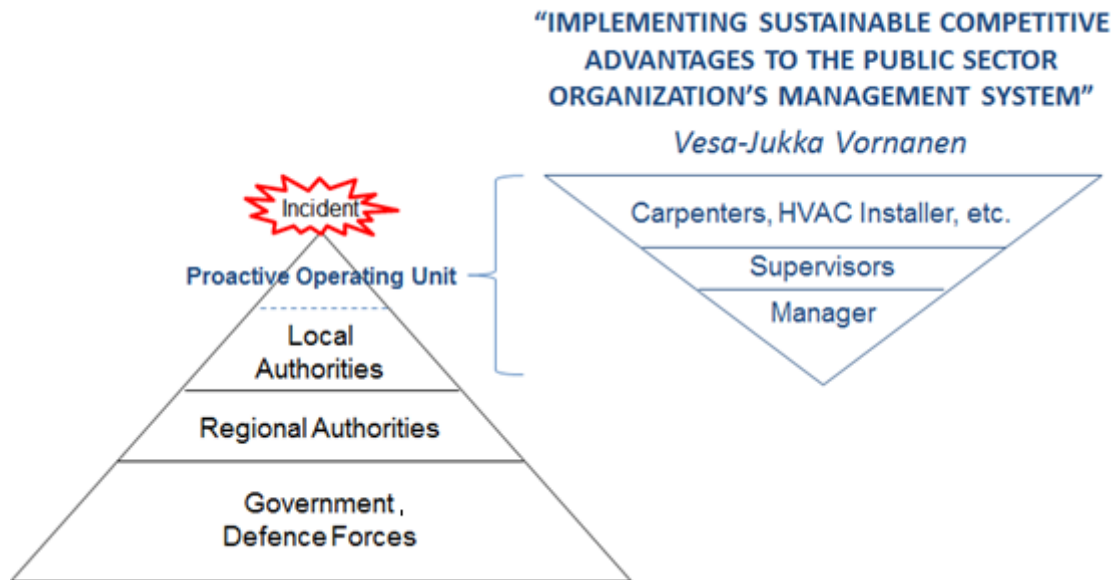 “IMPLEMENTING SUSTAINABLE COMPETITIVE
ADVANTAGES TO THE PUBLIC SECTOR
ORGANIZATION’S MANAGEMENT SYSTEM”
Vesa-Jukka Vornanen
Incident
Proactive Operating Unit
Local
Authorities
Regional Authorities
Government,
Defence Forces
Carpenters, HVAC Installer, etc.
Supervisors
Manager